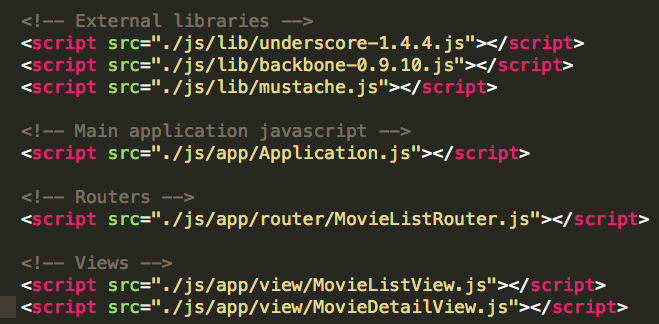 <!-- External libraries -->
<script src="./js/lib/underscore-1.4.4.js"></script>
<script src="./js/lib/backbone-0.9.10.js"></script>
<script src="./js/lib/mustache.js"></script>
<!-- Main application javascript -->
<script src="./js/app/Application.js"></script>
<!-- Routers -->
<script src="./js/app/router/MovieListRouter.js"></script>
<!-- Views -->
<script src="./js/app/view/MovieListView.js"></script>
<script src="./js/app/view/MovieDetailView.js"></script>